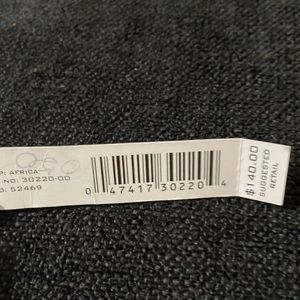 P: AFRICA
NO: 30220-00
D: 52469
0 47417 30220 4
$140.00
SUGGESTED
RETAIL